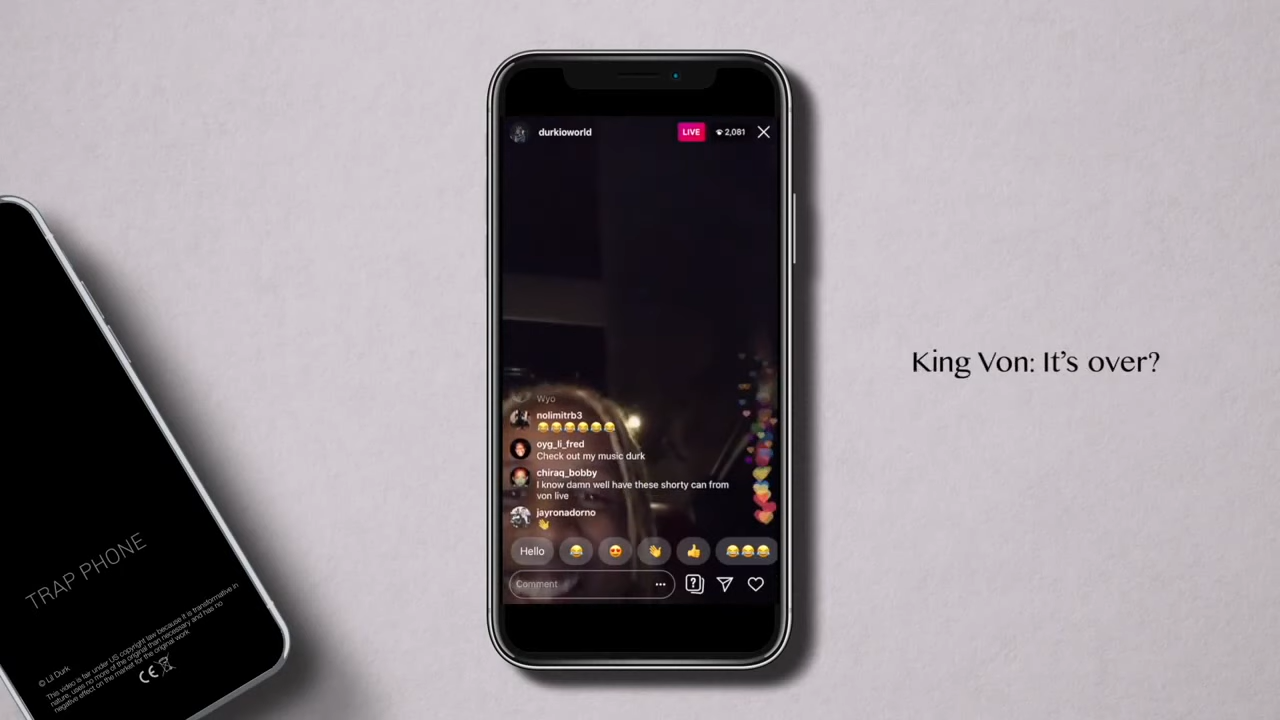 durkioworld
LIVE
2,081
Wyo
nolimitrb3
😂😂😂😂😂😂
oyg_li_fred
Check out my music durk
chiraq_bobby
I know damn well have these shorty can from
von live
jayronadorno
👋
Hello
😂 😍 👋 👍 😂😂😂
Comment
King Von: It's over?
TRAP PHONE
© Lil Durk
This video is fair under US copyright law because it is transformative in
nature, uses no more of the original than necessary and has no
negative effect on the market for the original work.
CE